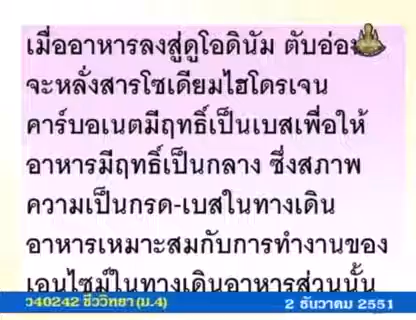 เมื่ออาหารลงสู่ดูโอดินัม ตับอ่อน
จะหลั่งสารโซเดียมไฮโดรเจน
คาร์บอเนตมีฤทธิ์เป็นเบสเพื่อให้
อาหารมีฤทธิ์เป็นกลาง ซึ่งสภาพ
ความเป็นกรด-เบสในทางเดิน
อาหารเหมาะสมกับการทำงานของ
เอนไซม์ในทางเดินอาหารส่วนนั้น
ว40242 ชีววิทยา (ม.4) 2 ธันวาคม 2551